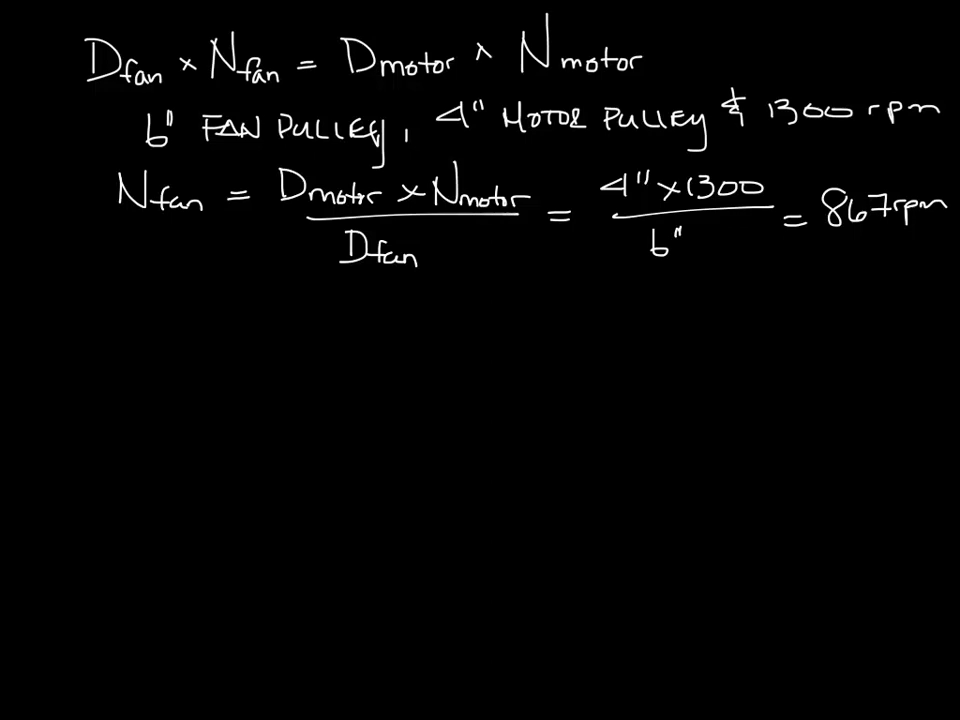 Dfan × Nfan = Dmotor × Nmotor
6" FAN PULLEY, 4" MOTOR PULLEY & 1300 rpm
Nfan = Dmotor × Nmotor / Dfan = 4" × 1300 / 6" = 867 rpm